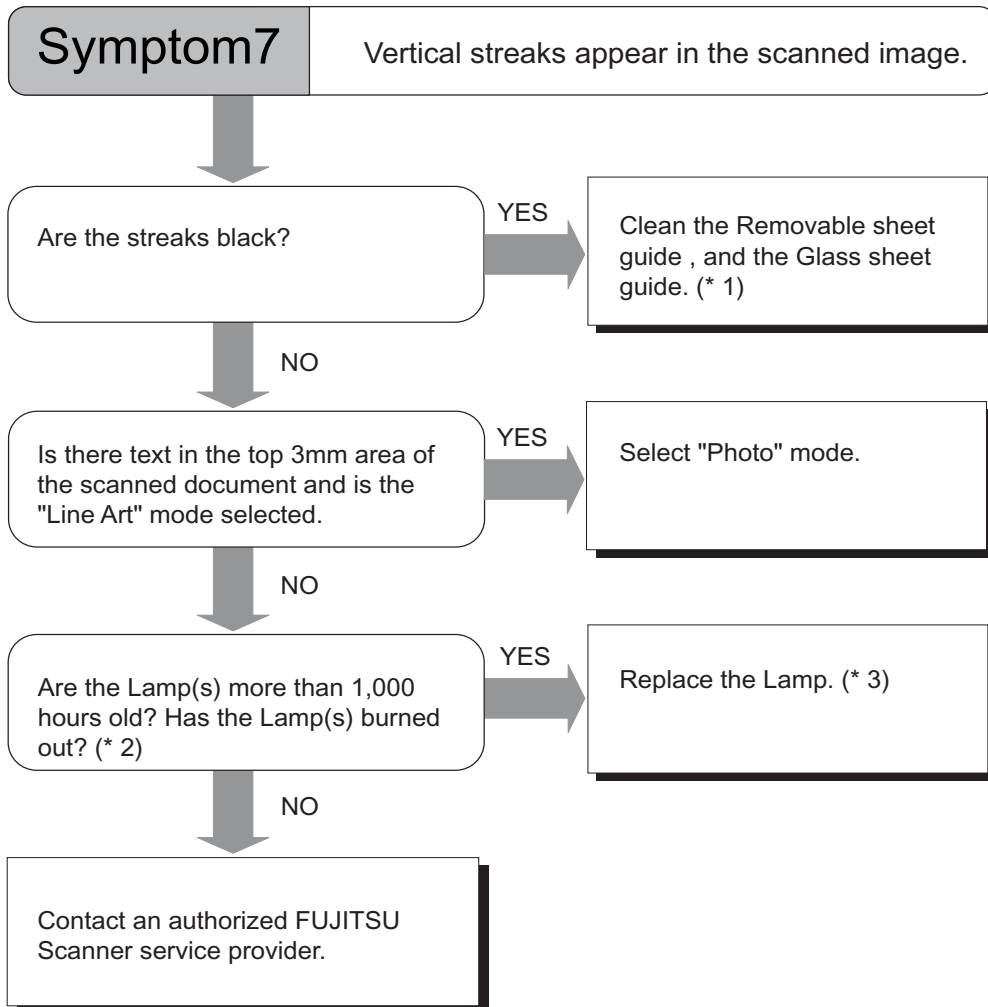 Symptom7
Vertical streaks appear in the scanned image.
Are the streaks black?
YES
Clean the Removable sheet
guide , and the Glass sheet
guide. (* 1)
NO
Is there text in the top 3mm area of
the scanned document and is the
"Line Art" mode selected.
YES
Select "Photo" mode.
NO
Are the Lamp(s) more than 1,000
hours old? Has the Lamp(s) burned
out? (* 2)
YES
Replace the Lamp. (* 3)
NO
Contact an authorized FUJITSU
Scanner service provider.